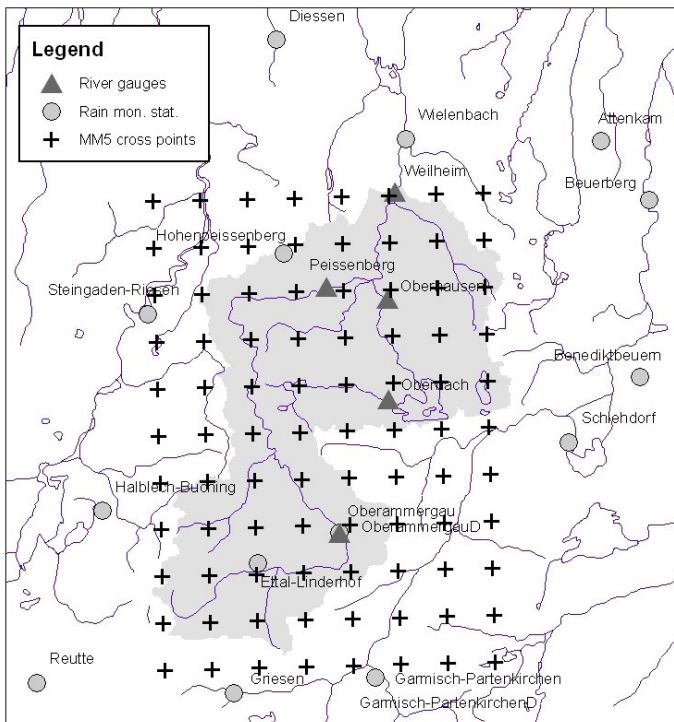 Diessen
Legend
River gauges
Rain mon. stat.
MM5 cross points
Wielenbach
Attenkam
Weilheim
Beuerberg
Hohenpeissenberg
Peissenberg
Steingaden-Riesen
Oberhausen
Benediktbeuern
Obernach
Schlehdorf
Halblech-Buching
Oberammergau
OberammergauD
Ettal-Linderhof
Reutte
Griesen
Garmisch-Partenkirchen
Garmisch-PartenkirchenD